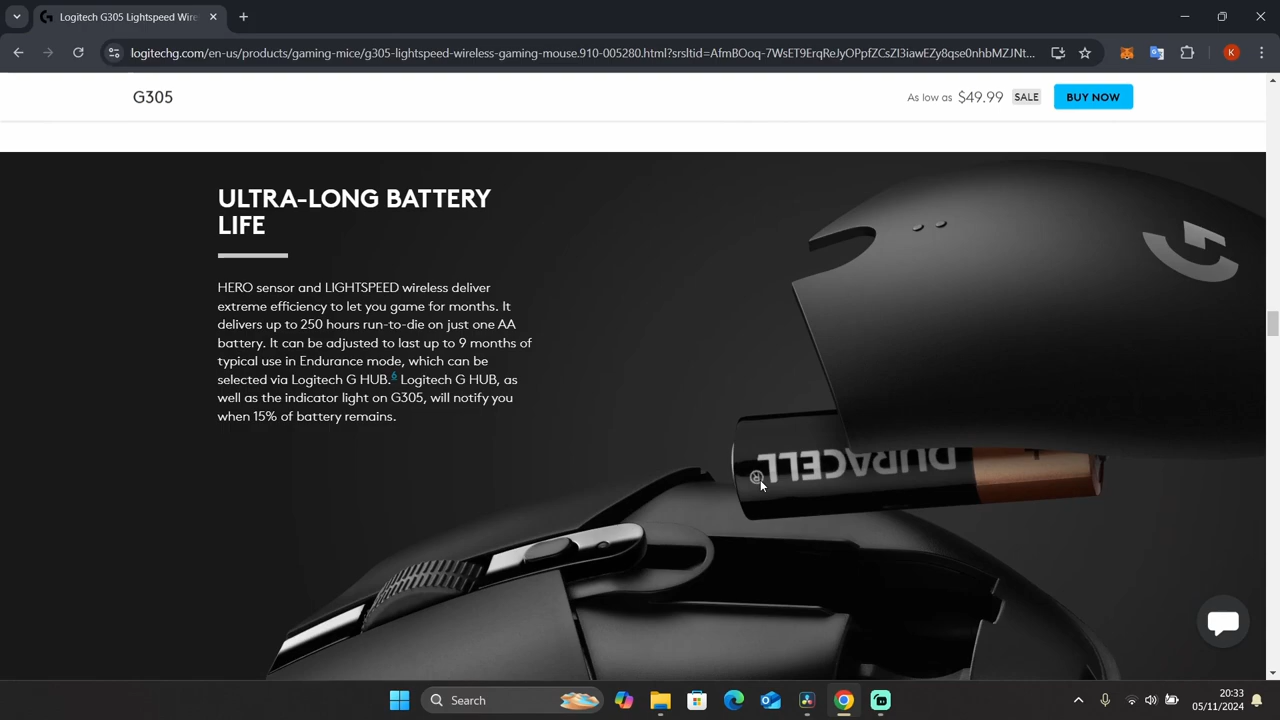 Logitech G305 Lightspeed Wire
logitechg.com/en-us/products/gaming-mice/g305-lightspeed-wireless-gaming-mouse.910-005280.html?srsltid=AfmBOoq-7WsET9ErqReJyOPpfZCsZI3iawEZy8qse0nhbMZJNt...
K
G305
As low as $49.99 SALE BUY NOW
ULTRA-LONG BATTERY
LIFE
HERO sensor and LIGHTSPEED wireless deliver
extreme efficiency to let you game for months. It
delivers up to 250 hours run-to-die on just one AA
battery. It can be adjusted to last up to 9 months of
typical use in Endurance mode, which can be
selected via Logitech G HUB.6 Logitech G HUB, as
well as the indicator light on G305, will notify you
when 15% of battery remains.
DURACELL®
Search
20:33
05/11/2024